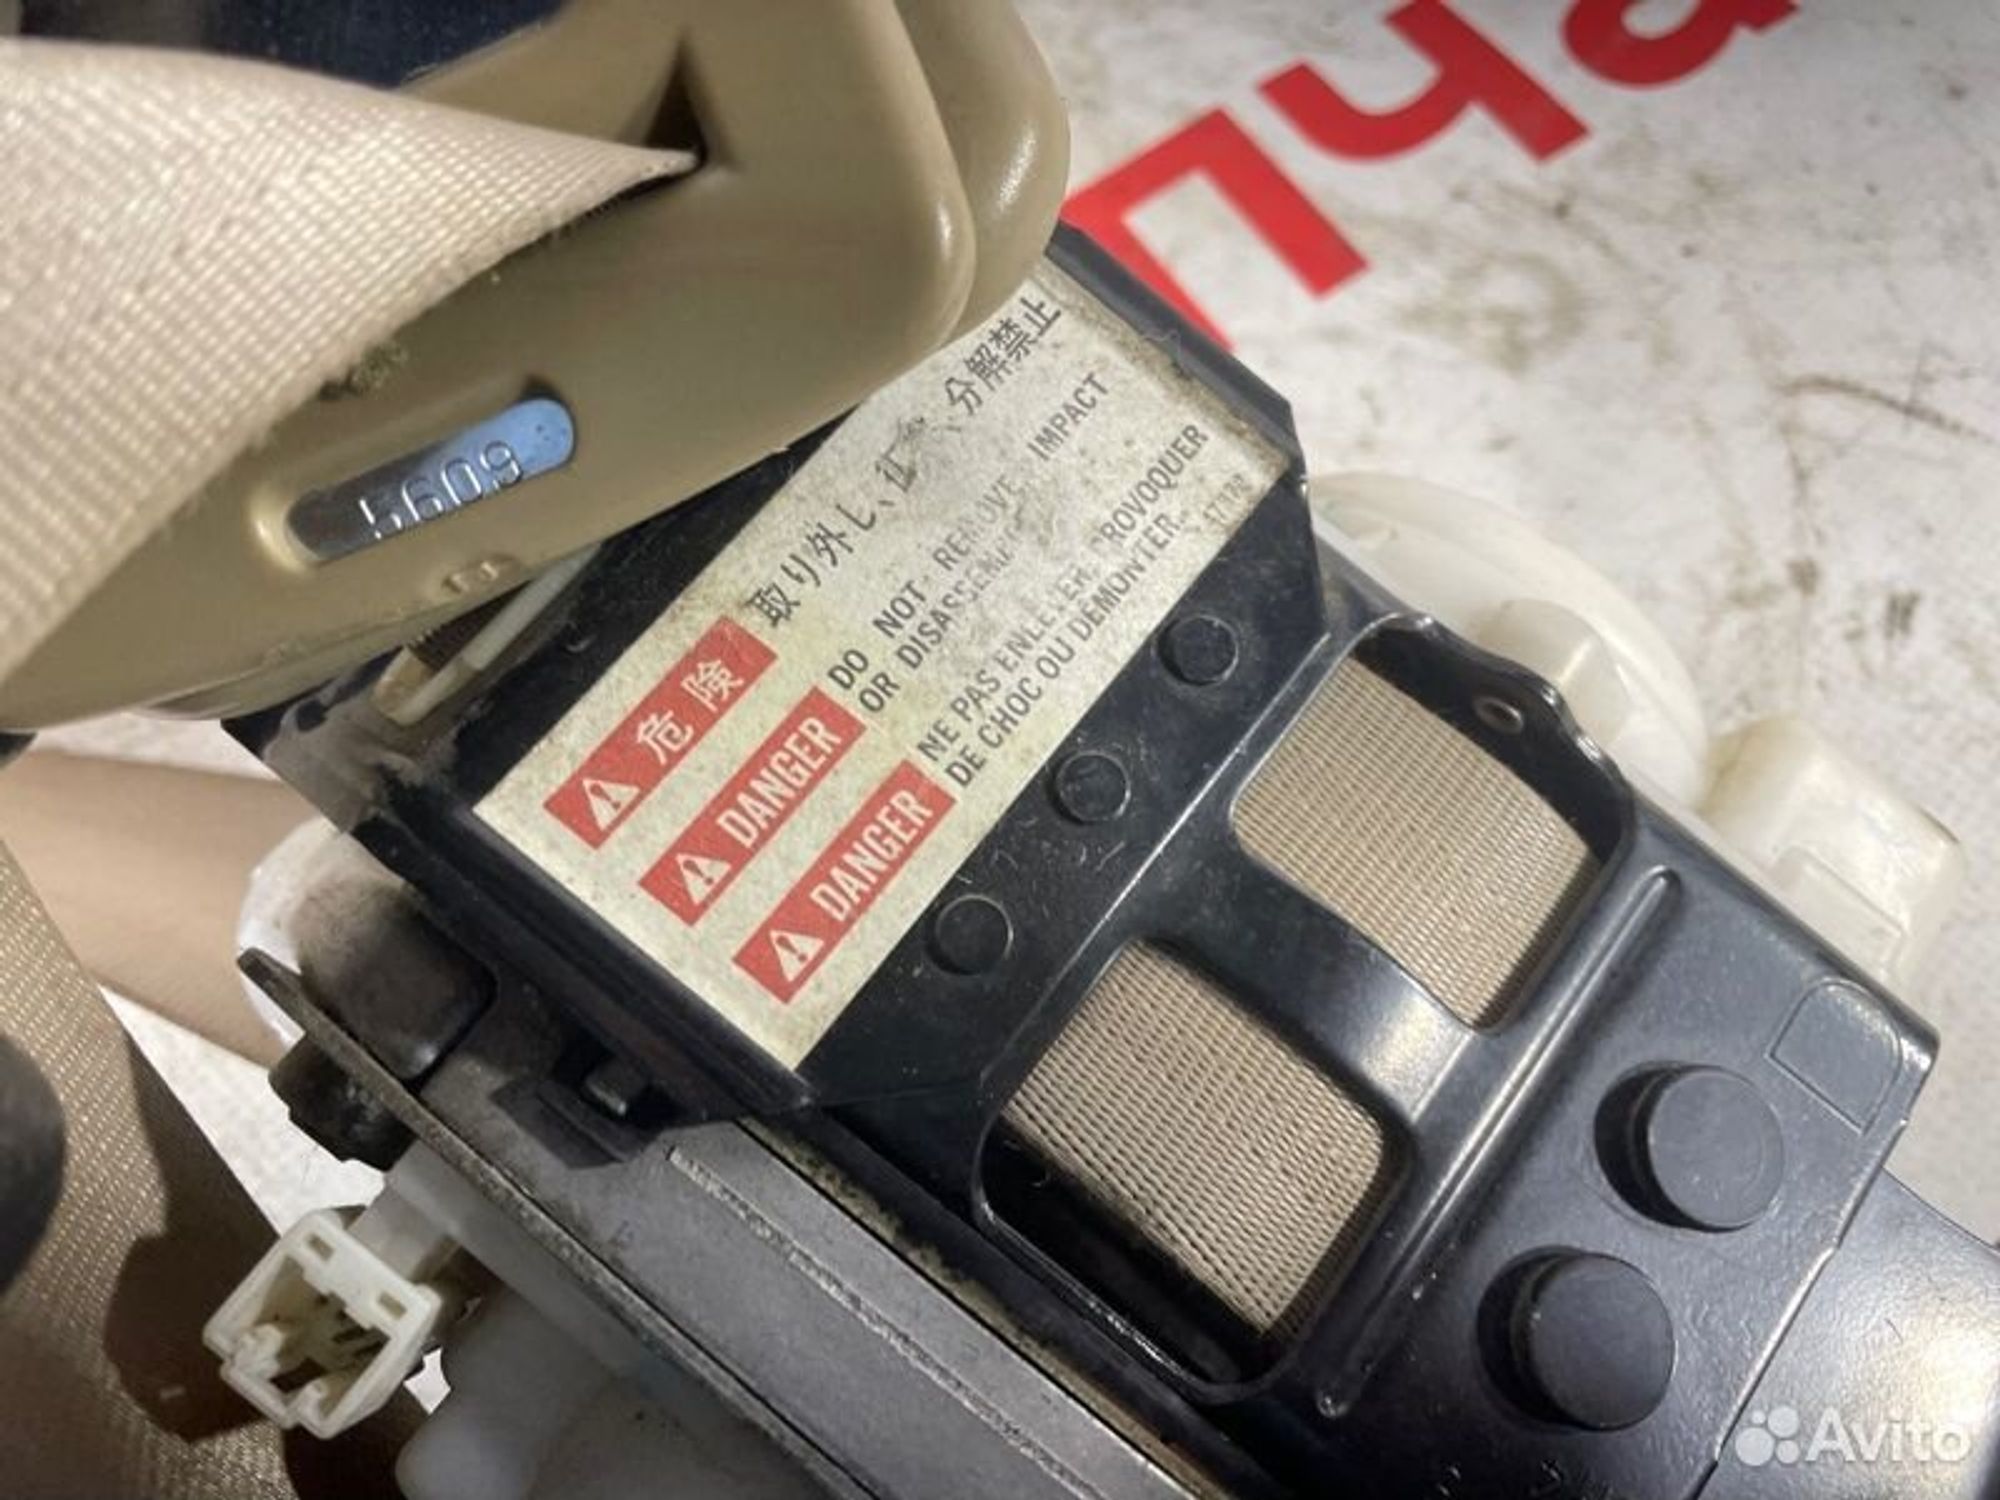 5609
危険 取り外し、 、分解禁止
DANGER DO NOT REMOVE, IMPACT
OR DISASSEMBLE
DANGER NE PAS ENLEVER, PROVOQUER
DE CHOC OU DEMONTER.
Avito